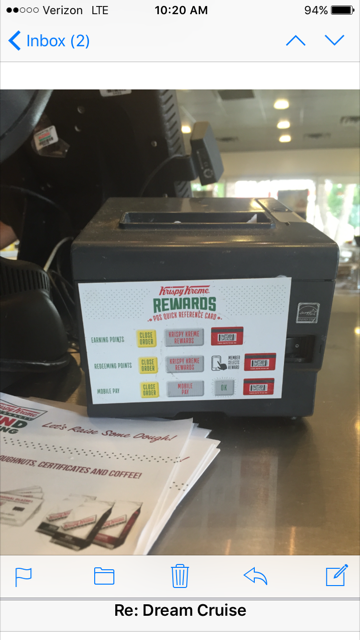 Verizon LTE 10:20 AM 94%
Inbox (2)
Krispy Kreme
REWARDS
POS QUICK REFERENCE CARD
EARNING POINTS CLOSE ORDER KRISPY KREME REWARDS
REDEEMING POINTS CLOSE ORDER KRISPY KREME REWARDS
MOBILE PAY CLOSE ORDER MOBILE PAY OK
Krispy Kreme
Let's Raise Some Dough!
CERTIFICATES AND COFFEE!
Re: Dream Cruise